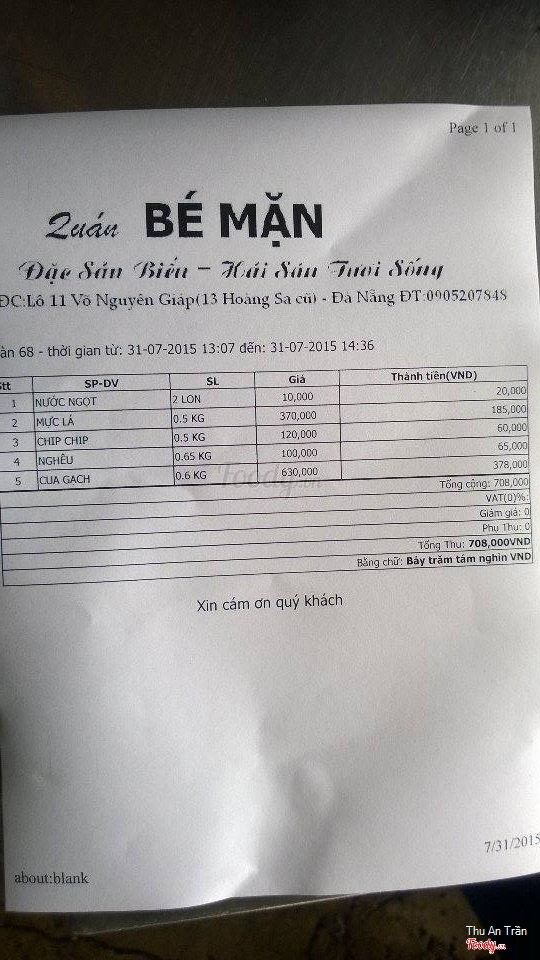 Page 1 of 1
Quán BÉ MẶN
Đặc Sản Biển – Hải Sản Tươi Sống
ĐC:Lô 11 Võ Nguyên Giáp(13 Hoàng Sa cũ) - Đà Nẵng ĐT:0905207848
àn 68 - thời gian từ: 31-07-2015 13:07 đến: 31-07-2015 14:36
Stt SP-DV SL Giá Thành tiền(VND)
1 NƯỚC NGỌT 2 LON 10,000 20,000
2 MỰC LÁ 0.5 KG 370,000 185,000
3 CHIP CHIP 0.5 KG 120,000 60,000
4 NGHÊU 0.65 KG 100,000 65,000
5 CUA GẠCH 0.6 KG 630,000 378,000
Tổng cộng: 708,000
VAT(0)%:
Giảm giá: 0
Phụ Thu: 0
Tổng Thu: 708,000VND
Bằng chữ: Bảy trăm tám nghìn VND
Foody.vn
Xin cám ơn quý khách
7/31/2015
about:blank
Thu An Trần
Foody.vn